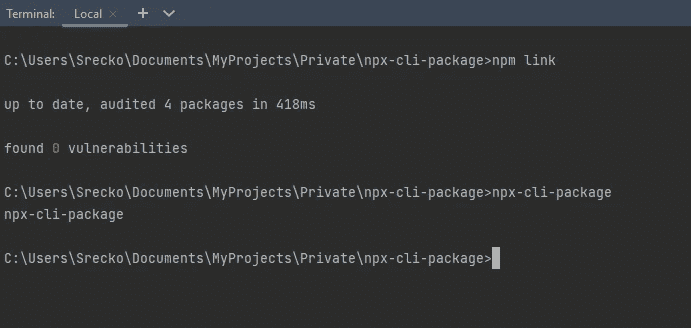 Terminal: Local × + 
C:\Users\Srecko\Documents\MyProjects\Private\npx-cli-package>npm link
up to date, audited 4 packages in 418ms
found 0 vulnerabilities
C:\Users\Srecko\Documents\MyProjects\Private\npx-cli-package>npx-cli-package
npx-cli-package
C:\Users\Srecko\Documents\MyProjects\Private\npx-cli-package>